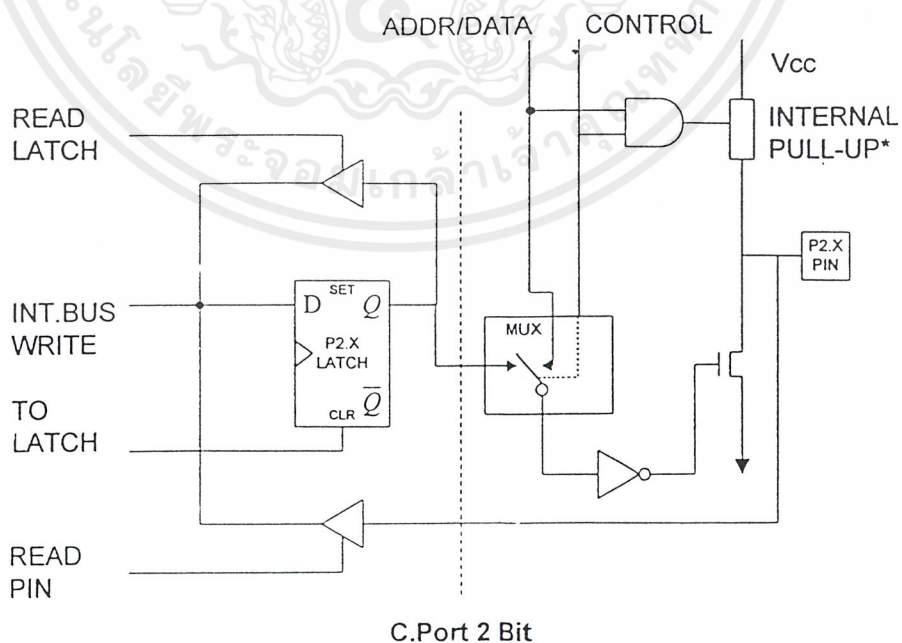 ADDR/DATA
CONTROL
Vcc
READ
LATCH
INTERNAL
PULL-UP*
P2.X
PIN
INT.BUS
WRITE
SET
D Q
P2.X
LATCH
Q̅
CLR
MUX
TO
LATCH
READ
PIN
C.Port 2 Bit